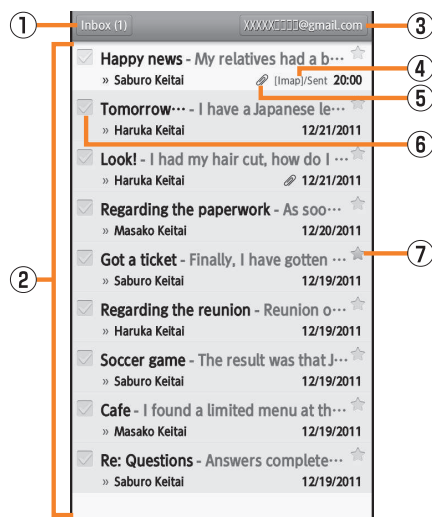 ①
Inbox (1)
XXXXX□□□□@gmail.com
③
②
Happy news - My relatives had a b…
» Saburo Keitai [Imap]/Sent 20:00
④
⑤
Tomorrow… - I have a Japanese le…
» Haruka Keitai 12/21/2011
⑥
Look! - I had my hair cut, how do I …
» Haruka Keitai 12/21/2011
Regarding the paperwork - As soo…
» Masako Keitai 12/20/2011
Got a ticket - Finally, I have gotten …
» Saburo Keitai 12/19/2011
⑦
Regarding the reunion - Reunion o…
» Haruka Keitai 12/19/2011
Soccer game - The result was that J…
» Saburo Keitai 12/19/2011
Cafe - I found a limited menu at th…
» Masako Keitai 12/19/2011
Re: Questions - Answers complete…
» Saburo Keitai 12/19/2011